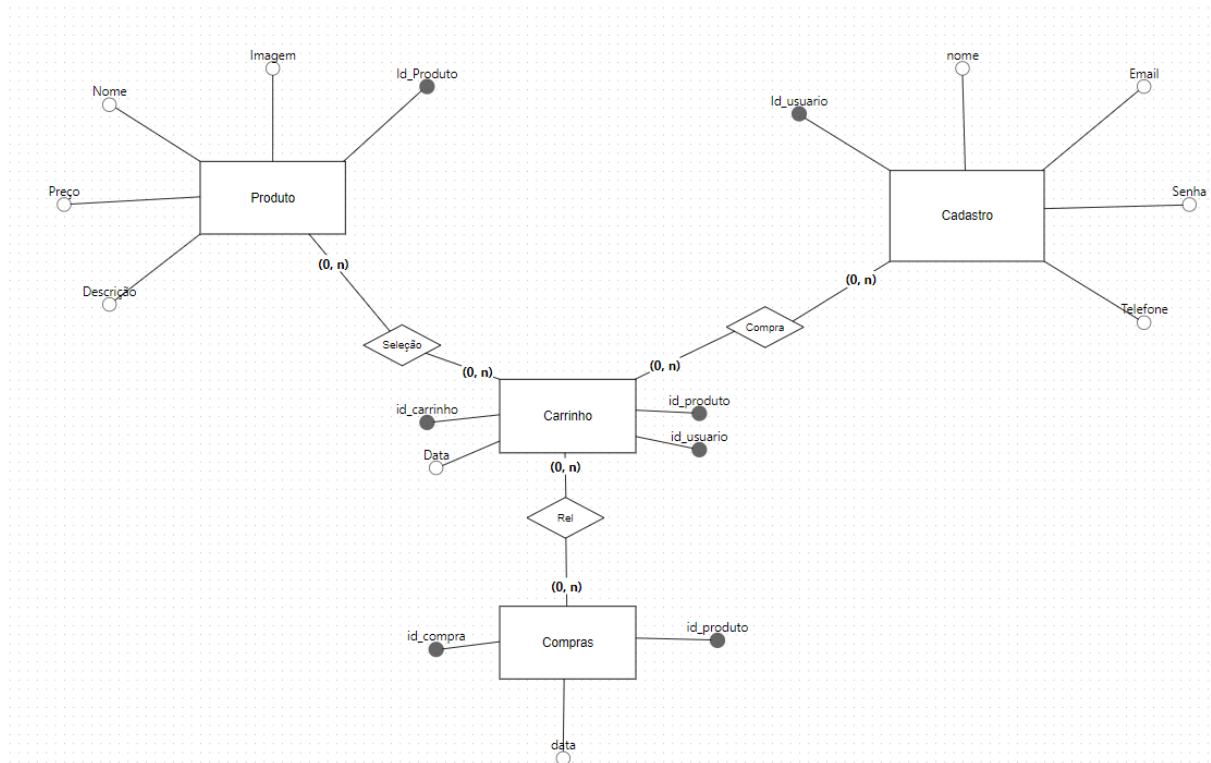 Imagem
nome
Id_Produto
Email
Nome
Id_usuario
Preço
Produto
Senha
Cadastro
(0, n)
(0, n)
Descrição
Telefone
Compra
Seleção
(0, n)
(0, n)
id_carrinho
id_produto
Carrinho
id_usuario
Data
(0, n)
Rel
(0, n)
id_compra
id_produto
Compras
data